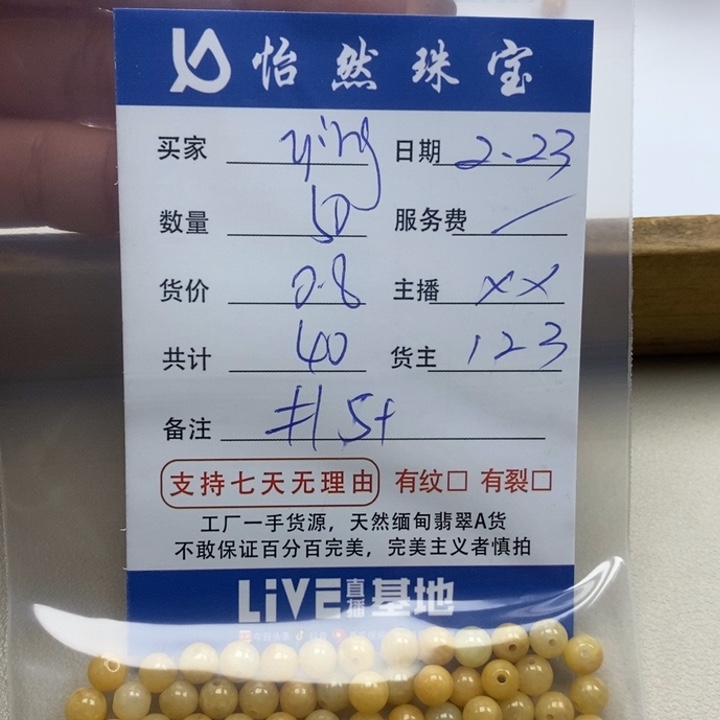 怡然珠宝
买家 ying 日期 2.23
数量 50 服务费 /
货价 0.8 主播 XX
共计 40 货主 123
备注 #15+
支持七天无理由 有纹□ 有裂□
工厂一手货源，天然缅甸翡翠A货
不敢保证百分百完美，完美主义者慎拍
LiVE直播基地